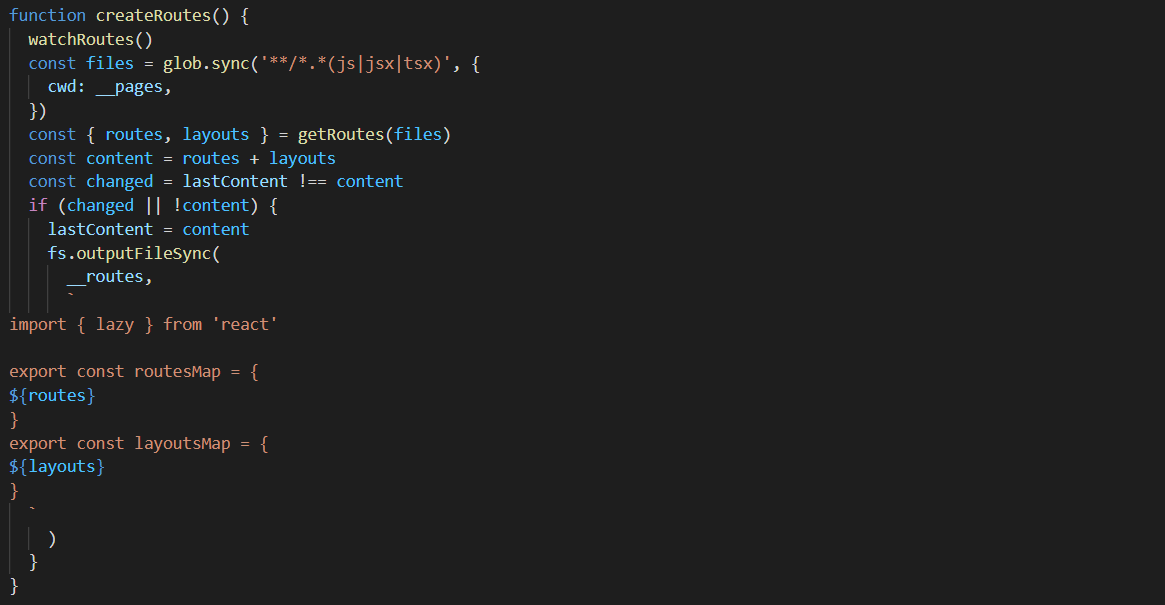 function createRoutes() {
  watchRoutes()
  const files = glob.sync('**/*.*(js|jsx|tsx)', {
    cwd: __pages,
  })
  const { routes, layouts } = getRoutes(files)
  const content = routes + layouts
  const changed = lastContent !== content
  if (changed || !content) {
    lastContent = content
    fs.outputFileSync(
      __routes,
      `
import { lazy } from 'react'

export const routesMap = {
${routes}
}
export const layoutsMap = {
${layouts}
}
  `
    )
  }
}